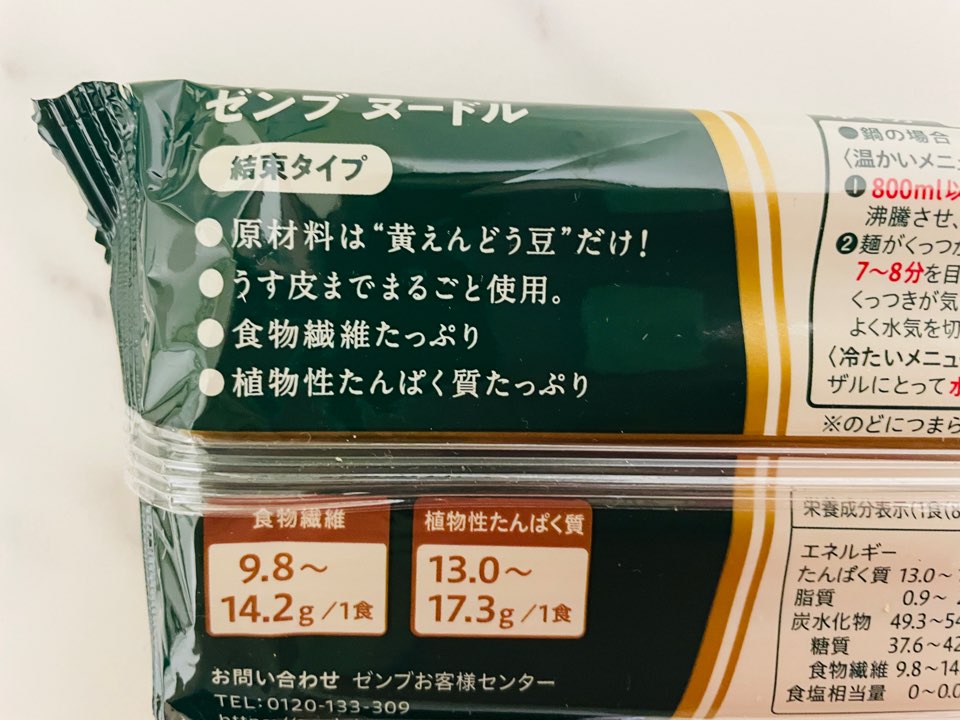 ゼンブ ヌードル
結束タイプ
●原材料は“黄えんどう豆”だけ!
●うす皮まですまるごと使用。
●食物繊維たっぷり
●植物性たんぱく質たっぷり
食物繊維
9.8〜
14.2g/1食
植物性たんぱく質
13.0〜
17.3g/1食
お問い合わせ ゼンブお客様センター
TEL:0120-133-309
●鍋の場合
〈温かいメニュ
❶ 800ml以
沸騰させ、
❷麺がくっつか
7〜8分を目
くっつきが気
よく水気を切
〈冷たいメニュ
ザルにとって水
※のどにつまら
栄養成分表示(1食(8
エネルギー
たんぱく質 13.0〜
脂質 0.9〜
炭水化物 49.3〜54
糖質 37.6〜42
食物繊維 9.8〜14
食塩相当量 0〜0.0